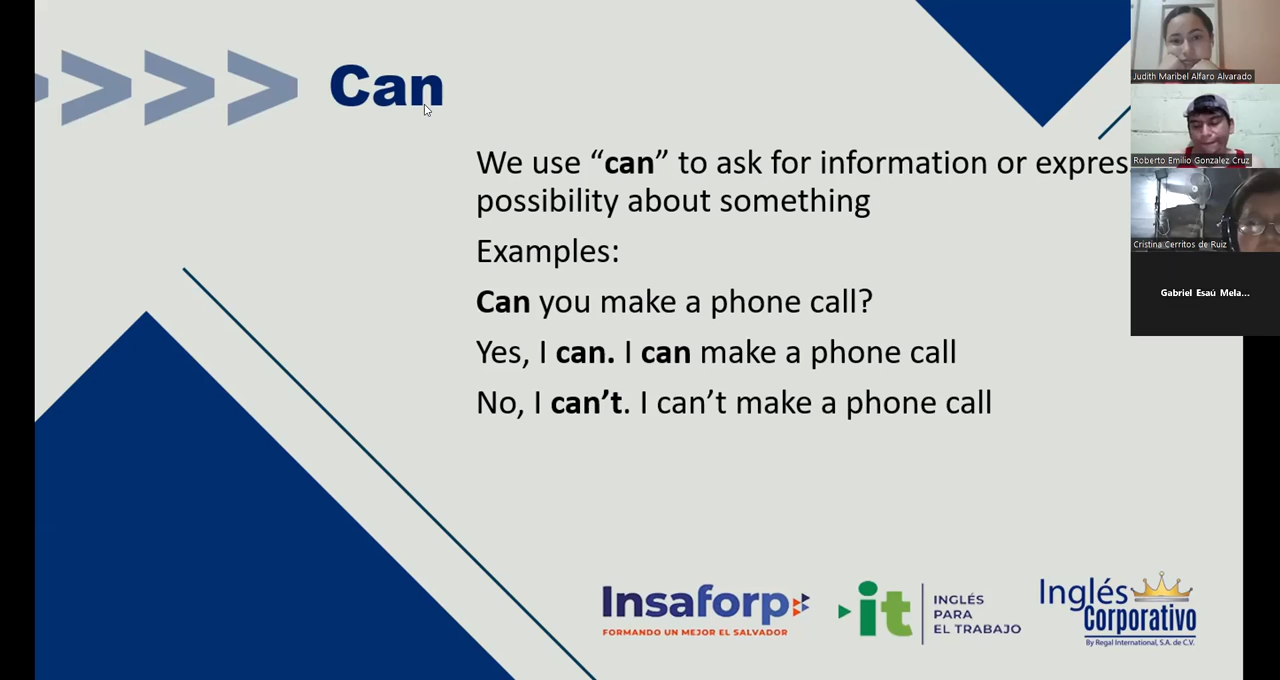 Can
We use “can” to ask for information or expres
possibility about something
Examples:
Can you make a phone call?
Yes, I can. I can make a phone call
No, I can’t. I can’t make a phone call
Judith Maribel Alfaro Alvarado
Roberto Emilio Gonzalez Cruz
Cristina Cerritos de Ruiz
Gabriel Esaú Mela...
Insaforp
FORMANDO UN MEJOR EL SALVADOR
it
INGLÉS
PARA
EL TRABAJO
Inglés
Corporativo
By Regal International, S.A. de C.V.